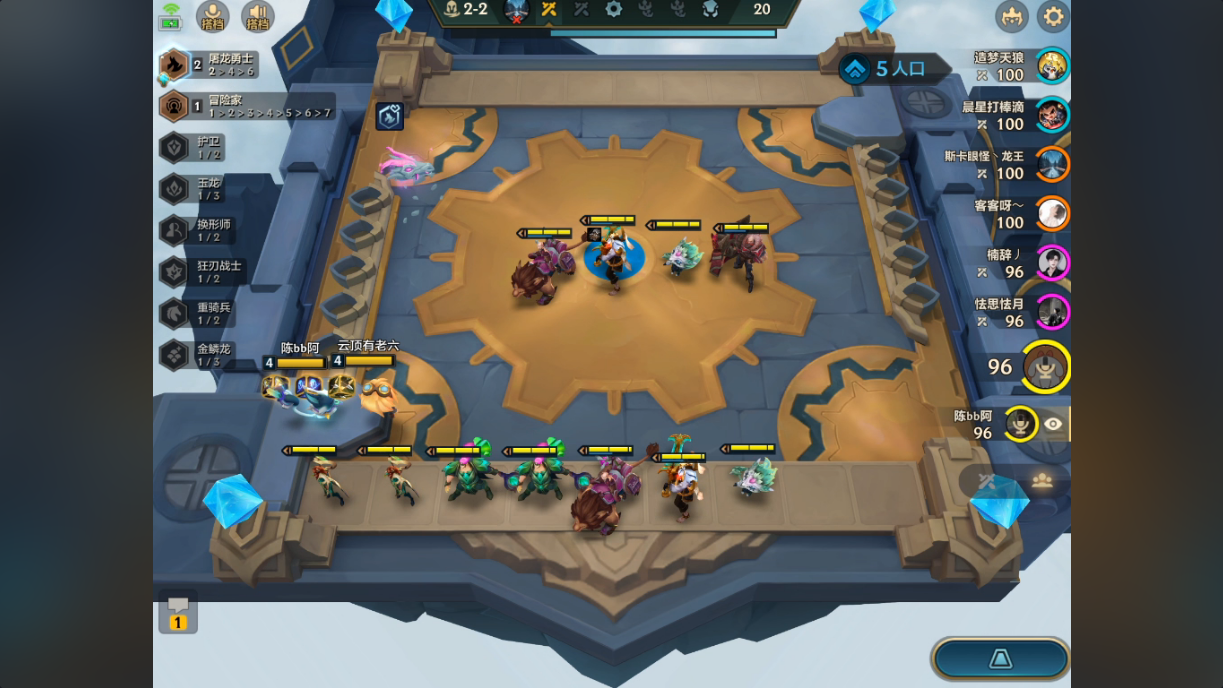 搭档
搭档
2-2
20
2
屠龙勇士
2 > 4 > 6
1
冒险家
1 > 2 > 3 > 4 > 5 > 6 > 7
护卫
1 / 2
玉龙
1 / 3
换形师
1 / 2
狂刃战士
1 / 2
重骑兵
1 / 2
金鳞龙
1 / 3
5人口
造梦天狼
100
晨星打棒滴
100
斯卡眼怪丶龙王
100
客客呀～
100
楠辞丿
96
怯思怯月
96
96
陈bb阿
96
陈bb阿
4
云顶有老六
4
1